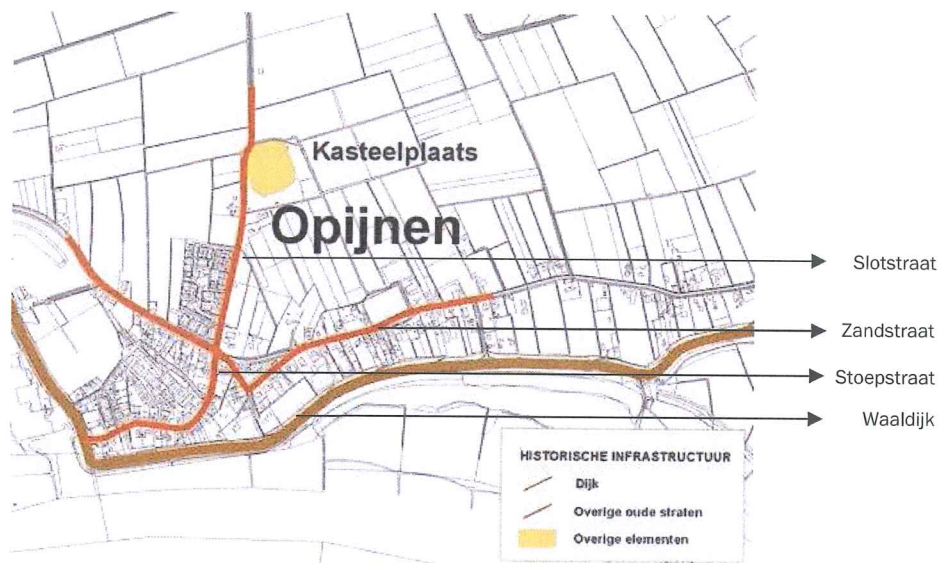 Kasteelplaats
Opijnen
Slotstraat
Zandstraat
Stoepstraat
Waaldijk
HISTORISCHE INFRASTRUCTUUR
Dijk
Overige oude straten
Overige elementen